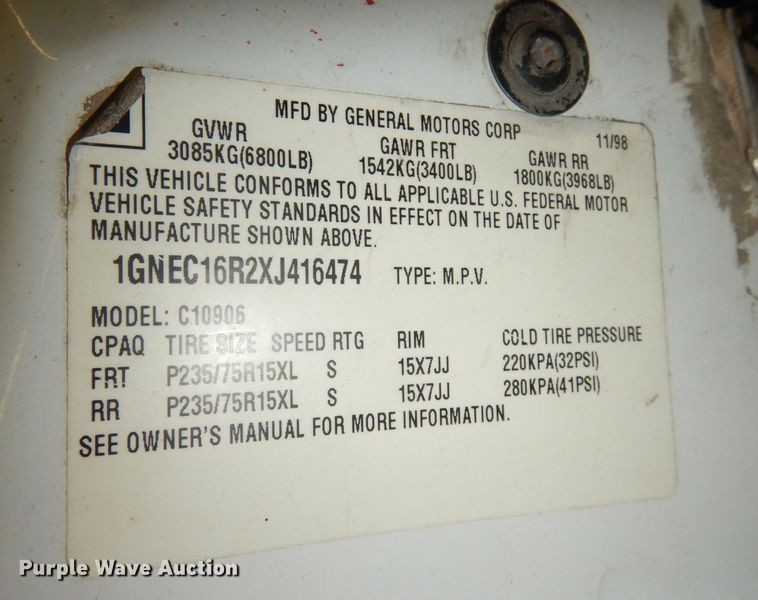 MFD BY GENERAL MOTORS CORP 11/98
GVWR GAWR FRT GAWR RR
3085KG(6800LB) 1542KG(3400LB) 1800KG(3968LB)
THIS VEHICLE CONFORMS TO ALL APPLICABLE U.S. FEDERAL MOTOR
VEHICLE SAFETY STANDARDS IN EFFECT ON THE DATE OF
MANUFACTURE SHOWN ABOVE.
1GNEC16R2XJ416474 TYPE: M.P.V.
MODEL: C10906
CPAQ TIRE SIZE SPEED RTG RIM COLD TIRE PRESSURE
FRT P235/75R15XL S 15X7JJ 220KPA(32PSI)
RR P235/75R15XL S 15X7JJ 280KPA(41PSI)
SEE OWNER'S MANUAL FOR MORE INFORMATION.
Purple Wave Auction